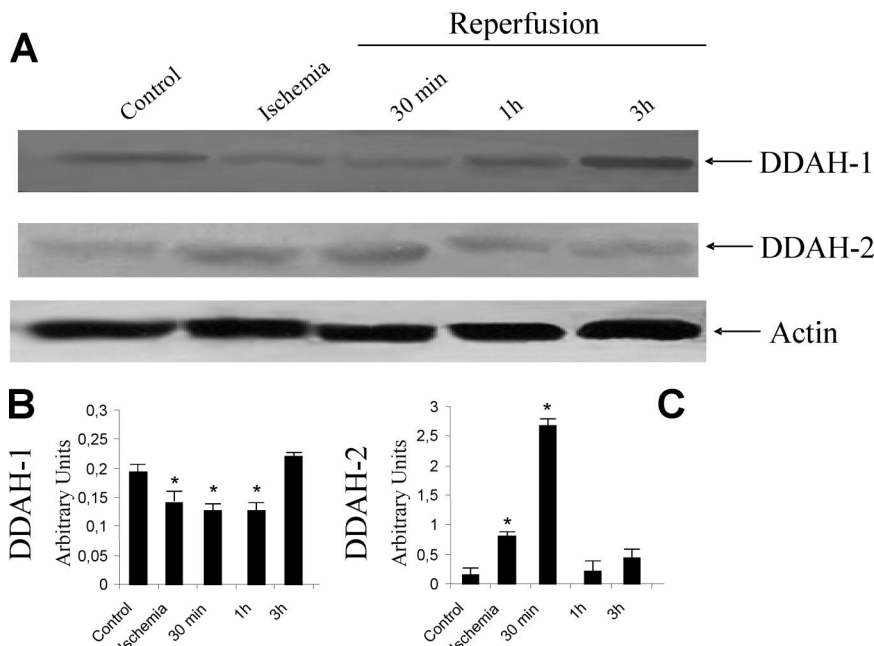 A
Reperfusion
Control
Ischemia
30 min
1h
3h
DDAH-1
DDAH-2
Actin
B
DDAH-1
Arbitrary Units
0,3
0,25
0,2
0,15
0,1
0,05
0
*
*
*
Control
Ischemia
30 min
1h
3h
C
DDAH-2
Arbitrary Units
3
2,5
2
1,5
1
0,5
0
*
*
Control
Ischemia
30 min
1h
3h